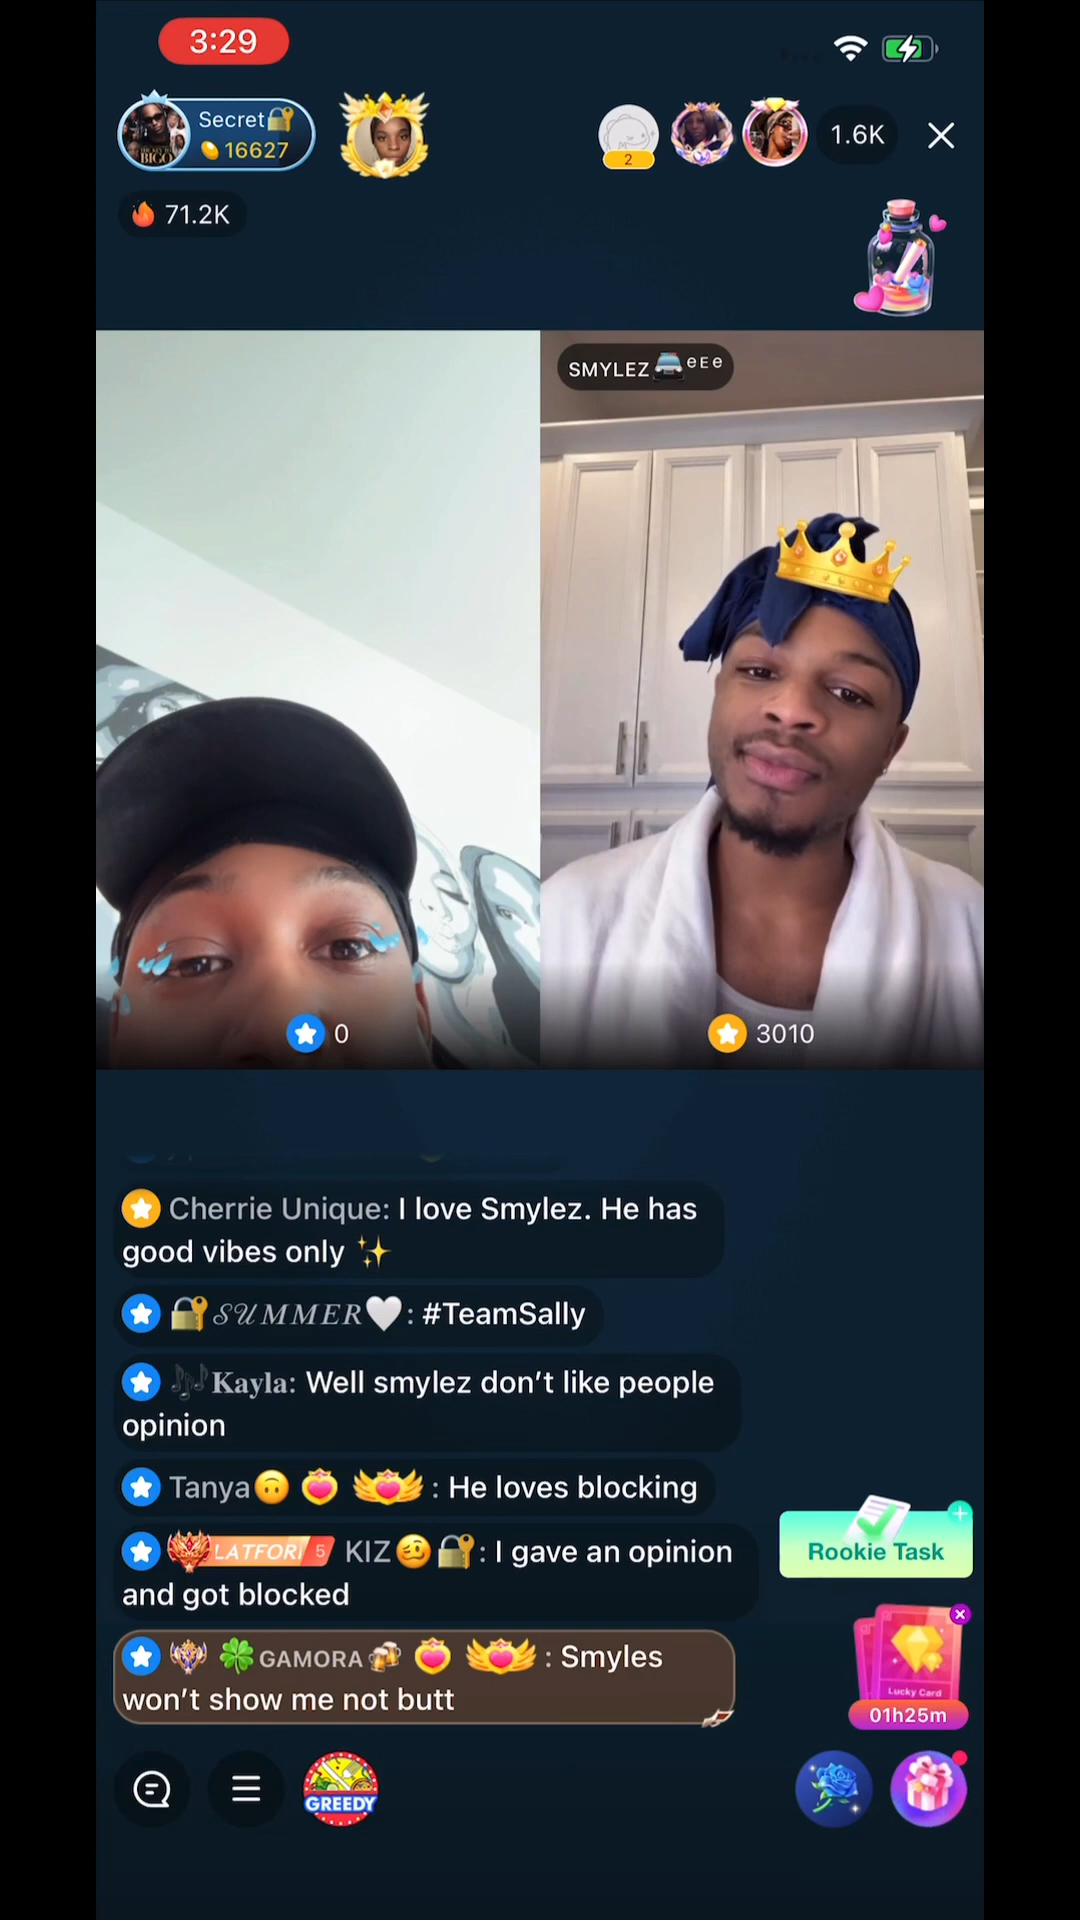 3:29
Secret
16627
BIGO
2
1.6K
71.2K
SMYLEZ eEe
0
3010
Cherrie Unique: I love Smylez. He has
good vibes only
SUMMER: #TeamSally
Kayla: Well smylez don't like people
opinion
Tanya: He loves blocking
LATFOR 5 KIZ: I gave an opinion
and got blocked
GAMORA: Smyles
won't show me not butt
Rookie Task
Lucky Card
01h25m
GREEDY